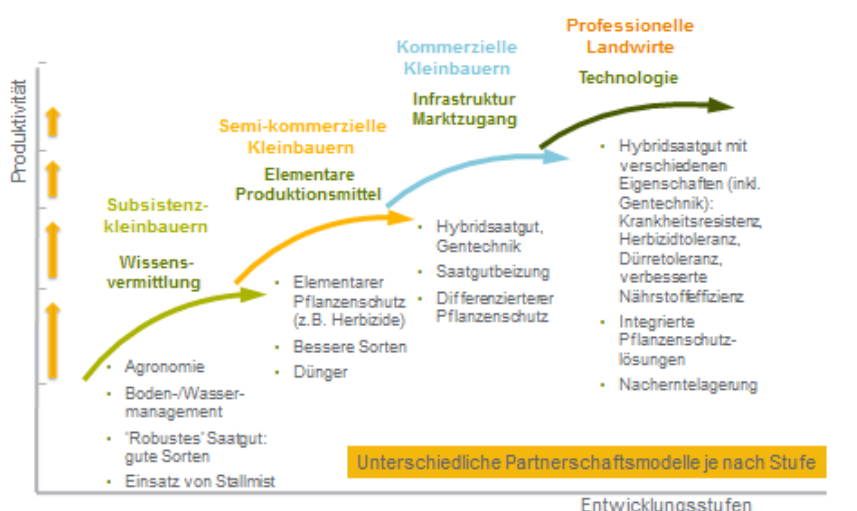 Produktivität
Subsistenz-
kleinbauern
Wissens-
vermittlung
• Agronomie
• Boden-/Wasser-
management
• "Robustes" Saatgut:
gute Sorten
• Einsatz von Stallmist
Semi-kommerzielle
Kleinbauern
Elementare
Produktionsmittel
• Elementarer
Pflanzenschutz
(z.B. Herbizide)
• Bessere Sorten
• Dünger
Kommerzielle
Kleinbauern
Infrastruktur
Marktzugang
• Hybridsaatgut,
Gentechnik
• Saatgutbeizung
• Differenzierterer
Pflanzenschutz
Professionelle
Landwirte
Technologie
• Hybridsaatgut mit
verschiedenen
Eigenschaften (inkl.
Gentechnik):
Krankheitsresistenz,
Herbizidtoleranz,
Dürretoleranz,
verbesserte
Nährstoffeffizienz
• Integrierte
Pflanzenschutz-
lösungen
• Nacherntelagerung
Unterschiedliche Partnerschaftsmodelle je nach Stufe
Entwicklungsstufen